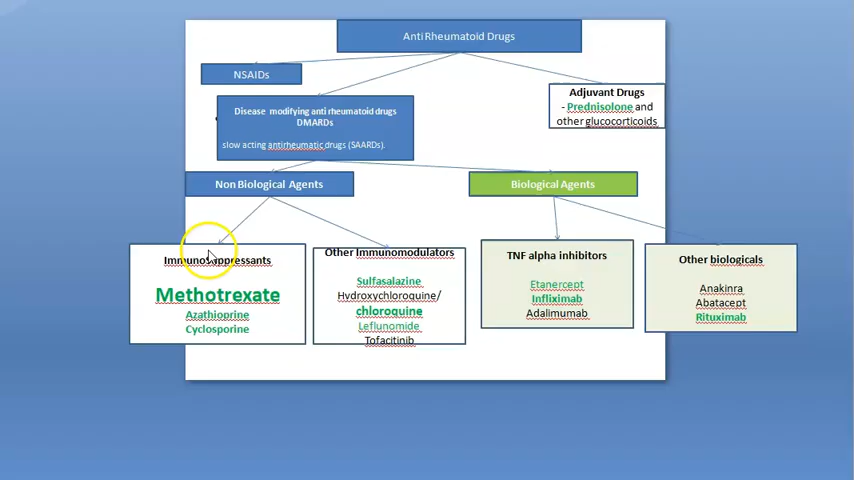 Anti Rheumatoid Drugs
NSAIDs
Adjuvant Drugs
- Prednisolone and
other glucocorticoids
Disease modifying anti rheumatoid drugs
DMARDs
slow acting antirheumatic drugs (SAARDs).
Non Biological Agents
Biological Agents
Immunosuppressants
Methotrexate
Azathioprine
Cyclosporine
Other Immunomodulators
Sulfasalazine
Hydroxychloroquine/
chloroquine
Leflunomide
Tofacitinib
TNF alpha inhibitors
Etanercept
Infliximab
Adalimumab
Other biologicals
Anakinra
Abatacept
Rituximab